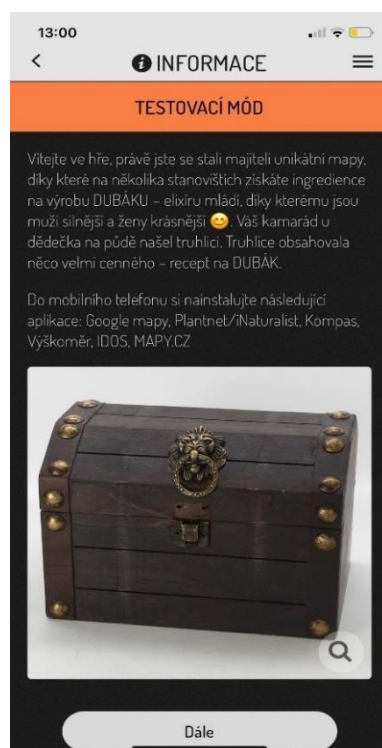 13:00
INFORMACE
TESTOVACÍ MÓD
Vítejte ve hře, právě jste se stali majiteli unikátní mapy,
díky které na několika stanovištích získáte ingredience
na výrobu DUBÁKU – elixíru mládí, díky kterému jsou
muži silnější a ženy krásnější 😊. Váš kamarád u
dědečka na půdě našel truhlici. Truhlice obsahovala
něco velmi cenného – recept na DUBÁK.
Do mobilního telefonu si nainstalujte následující
aplikace: Google mapy, Plantnet/iNaturalist, Kompas,
Výškoměr, IDOS, MAPY.CZ
Dále